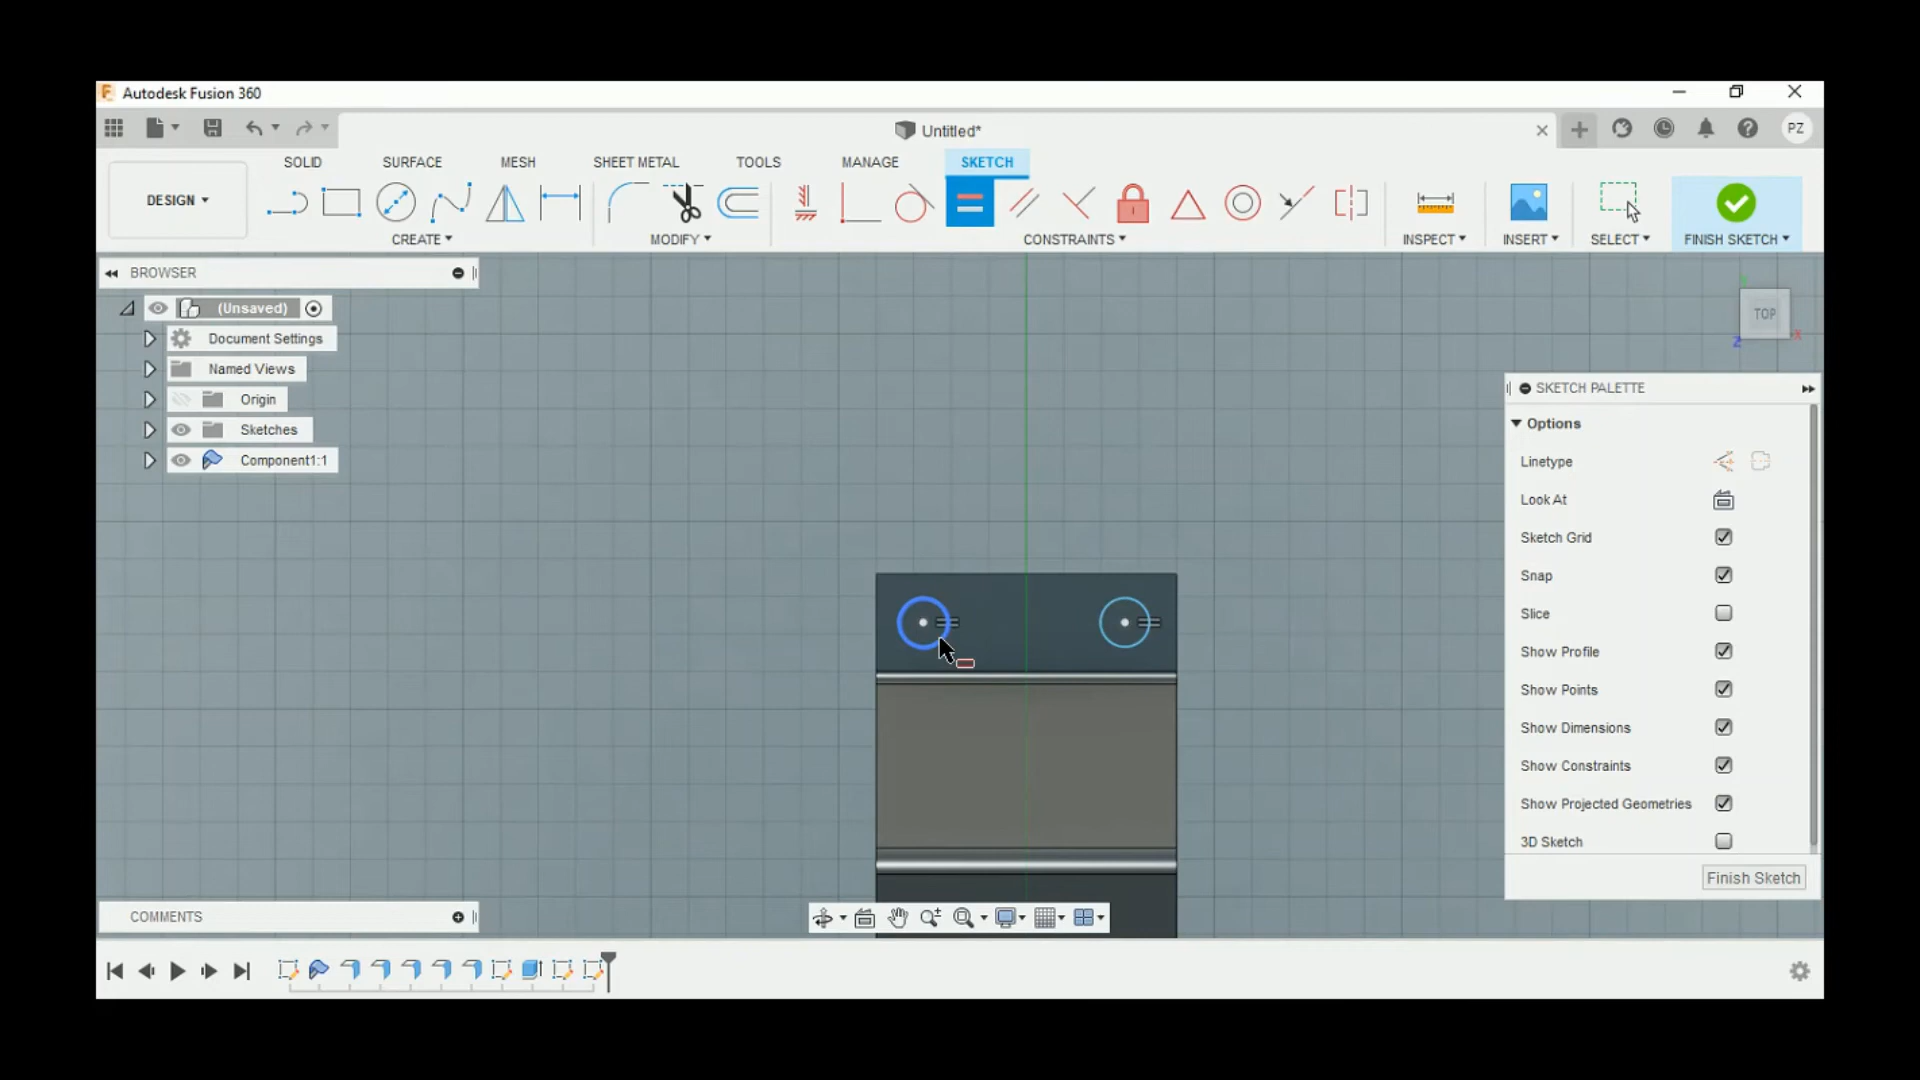 Autodesk Fusion 360
Untitled*
PZ
SOLID SURFACE MESH SHEET METAL TOOLS MANAGE SKETCH
DESIGN
CREATE MODIFY CONSTRAINTS INSPECT INSERT SELECT FINISH SKETCH
BROWSER
(Unsaved)
Document Settings
Named Views
Origin
Sketches
Component1:1
TOP
X
Z
SKETCH PALETTE
Options
Linetype
Look At
Sketch Grid
Snap
Slice
Show Profile
Show Points
Show Dimensions
Show Constraints
Show Projected Geometries
3D Sketch
Finish Sketch
COMMENTS